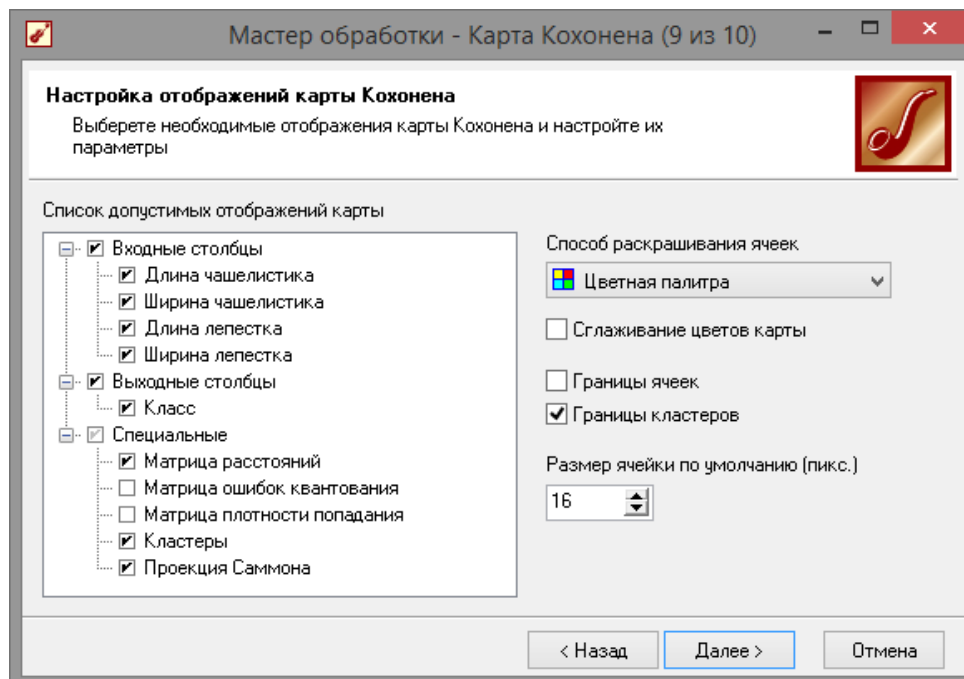 Мастер обработки - Карта Кохонена (9 из 10)
Настройка отображений карты Кохонена
Выберете необходимые отображения карты Кохонена и настройте их
параметры
Список допустимых отображений карты
Входные столбцы
Длина чашелистика
Ширина чашелистика
Длина лепестка
Ширина лепестка
Выходные столбцы
Класс
Специальные
Матрица расстояний
Матрица ошибок квантования
Матрица плотности попадания
Кластеры
Проекция Саммона
Способ раскрашивания ячеек
Цветная палитра
Сглаживание цветов карты
Границы ячеек
Границы кластеров
Размер ячейки по умолчанию (пикс.)
16
< Назад
Далее >
Отмена